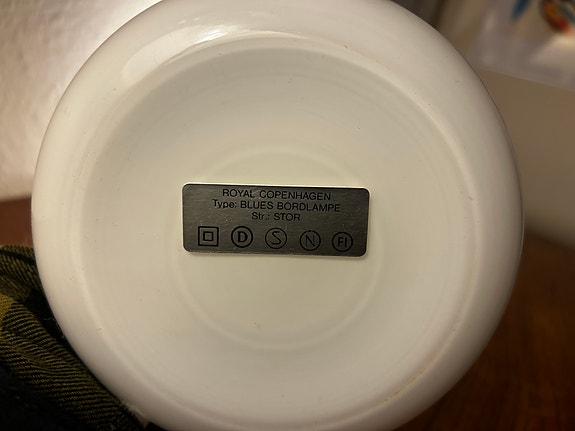 ROYAL COPENHAGEN
Type: BLUES BORDLAMPE
Str.: STOR
D S N FI